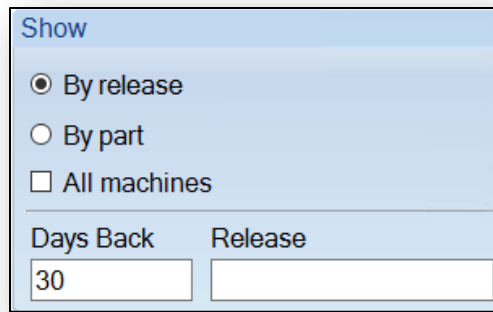 Show
By release
By part
All machines
Days Back Release
30